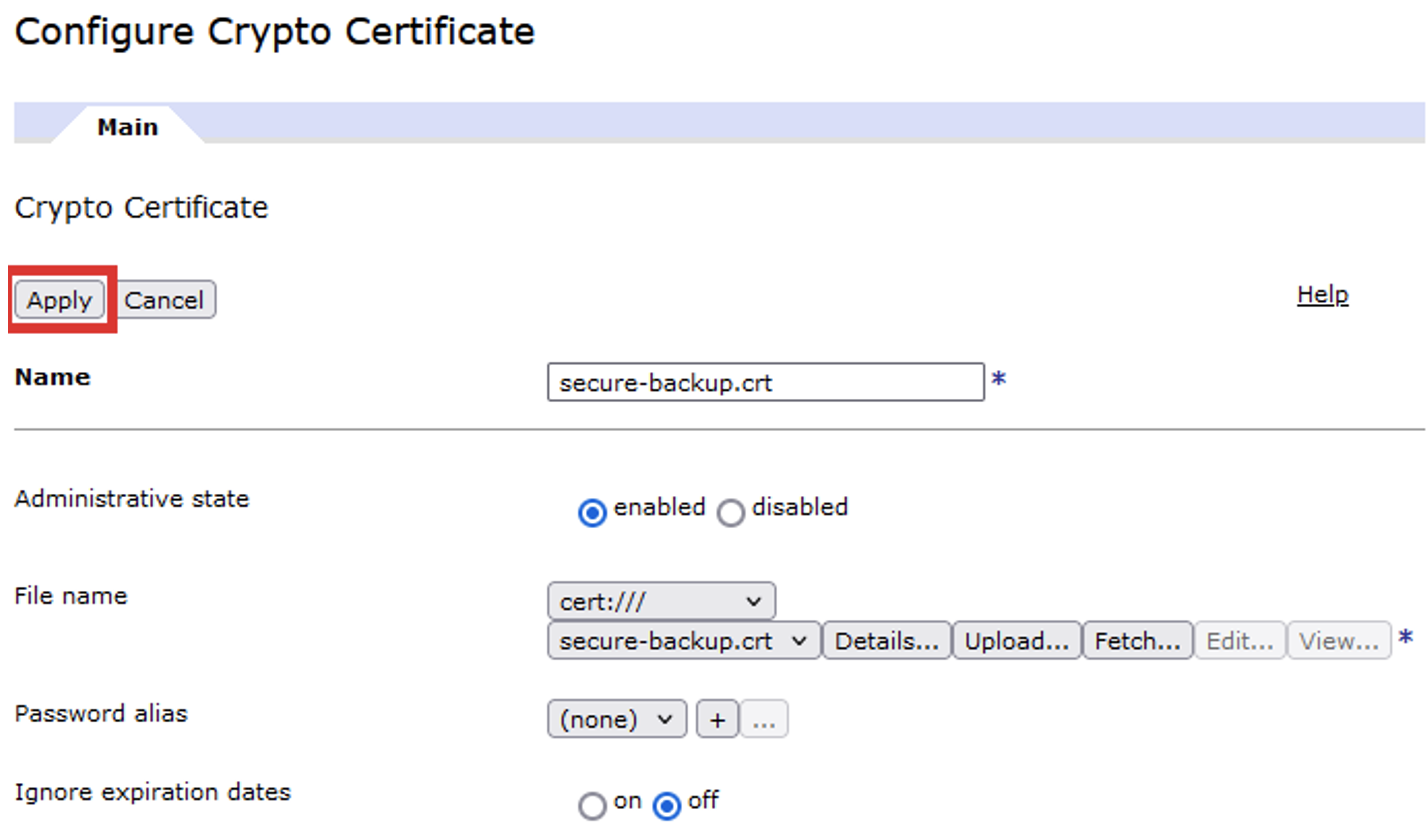 Configure Crypto Certificate
Main
Crypto Certificate
Apply Cancel Help
Name secure-backup.crt *
Administrative state enabled disabled
File name cert:///
secure-backup.crt Details... Upload... Fetch... Edit... View... *
Password alias (none) + ...
Ignore expiration dates on off